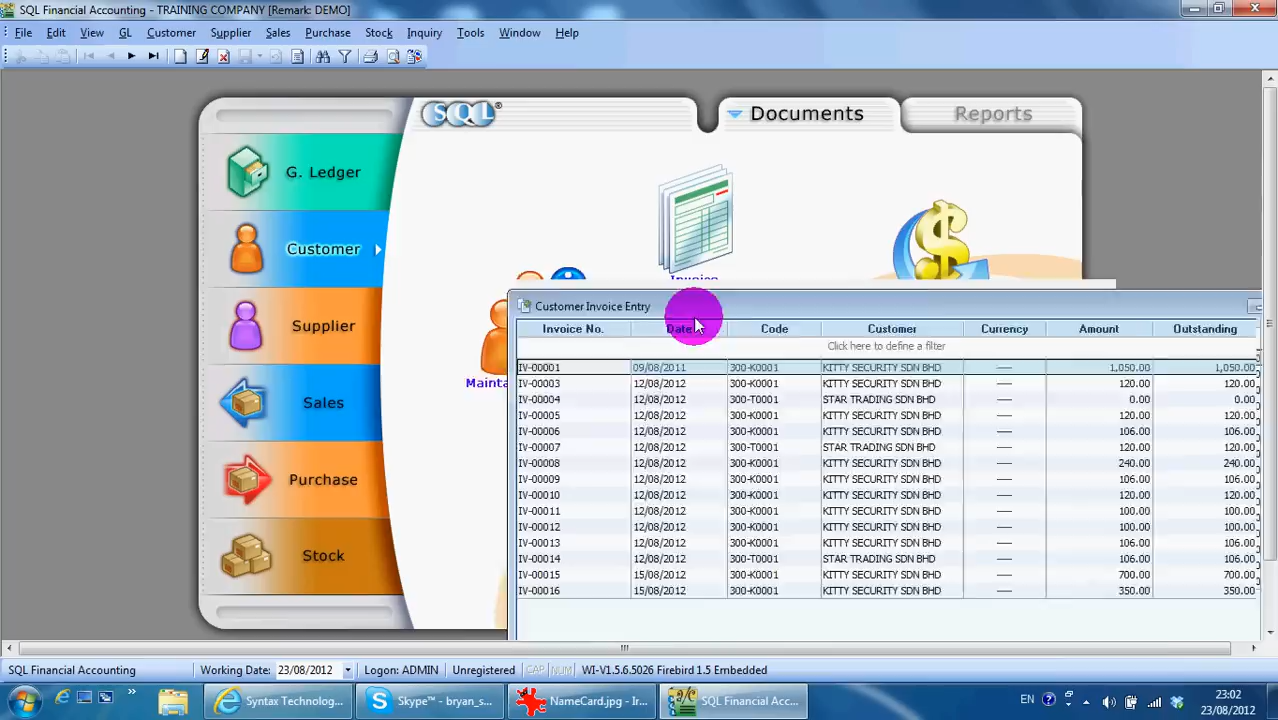 SQL Financial Accounting - TRAINING COMPANY [Remark: DEMO]
File Edit View GL Customer Supplier Sales Purchase Stock Inquiry Tools Window Help
SQL®
Documents
Reports
G. Ledger
Customer
Supplier
Sales
Purchase
Stock
Invoice
Mainta
Customer Invoice Entry
Invoice No. Date Code Customer Currency Amount Outstanding
Click here to define a filter
IV-00001 09/08/2011 300-K0001 KITTY SECURITY SDN BHD ---- 1,050.00 1,050.00
IV-00003 12/08/2012 300-K0001 KITTY SECURITY SDN BHD ---- 120.00 120.00
IV-00004 12/08/2012 300-T0001 STAR TRADING SDN BHD ---- 0.00 0.00
IV-00005 12/08/2012 300-K0001 KITTY SECURITY SDN BHD ---- 120.00 120.00
IV-00006 12/08/2012 300-K0001 KITTY SECURITY SDN BHD ---- 106.00 106.00
IV-00007 12/08/2012 300-T0001 STAR TRADING SDN BHD ---- 120.00 120.00
IV-00008 12/08/2012 300-K0001 KITTY SECURITY SDN BHD ---- 240.00 240.00
IV-00009 12/08/2012 300-K0001 KITTY SECURITY SDN BHD ---- 106.00 106.00
IV-00010 12/08/2012 300-K0001 KITTY SECURITY SDN BHD ---- 120.00 120.00
IV-00011 12/08/2012 300-K0001 KITTY SECURITY SDN BHD ---- 100.00 100.00
IV-00012 12/08/2012 300-K0001 KITTY SECURITY SDN BHD ---- 100.00 100.00
IV-00013 12/08/2012 300-K0001 KITTY SECURITY SDN BHD ---- 106.00 106.00
IV-00014 12/08/2012 300-T0001 STAR TRADING SDN BHD ---- 106.00 106.00
IV-00015 15/08/2012 300-K0001 KITTY SECURITY SDN BHD ---- 700.00 700.00
IV-00016 15/08/2012 300-K0001 KITTY SECURITY SDN BHD ---- 350.00 350.00
SQL Financial Accounting Working Date: 23/08/2012 Logon: ADMIN Unregistered CAP NUM WI-V1.5.6.5026 Firebird 1.5 Embedded
Syntax Technolog... Skype™ - bryan_s... NameCard.jpg - Ir... SQL Financial Acc... EN 23:02
23/08/2012